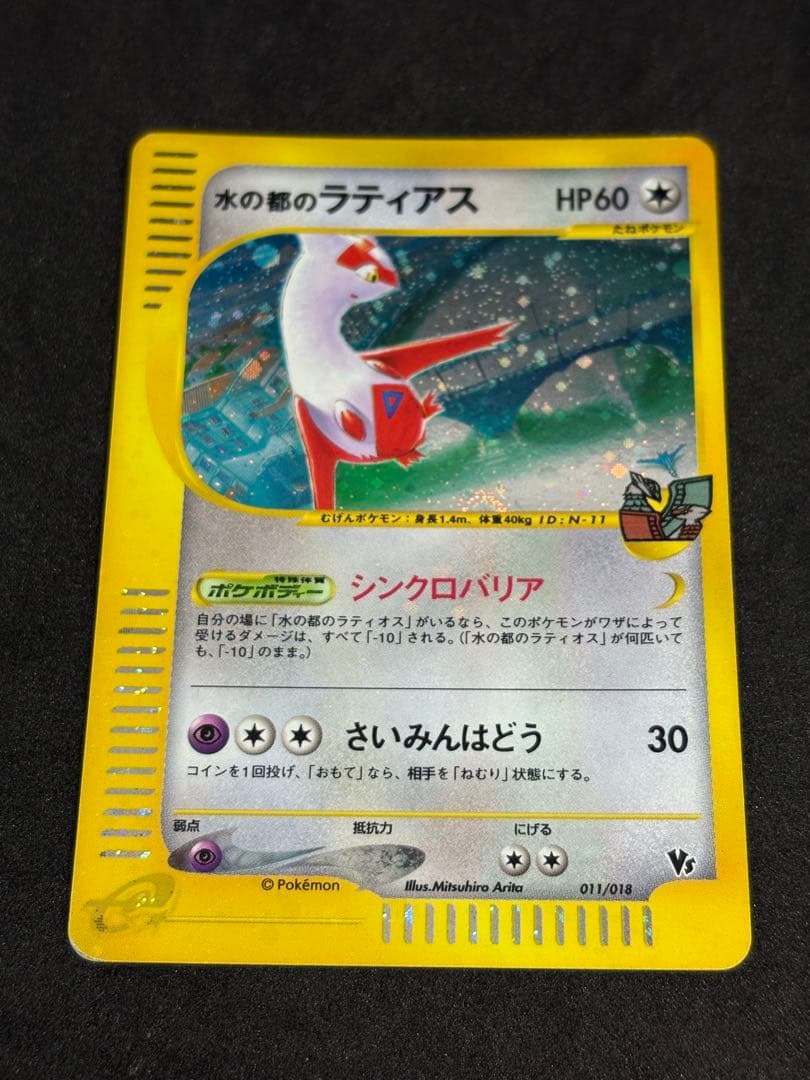 水の都のラティアス HP60
たねポケモン
むげんポケモン：身長1.4m、体重40kg ID:N-11
特殊体質
ポケボディー シンクロバリア
自分の場に「水の都のラティオス」がいるなら、このポケモンがワザによって
受けるダメージは、すべて「-10」される。（「水の都のラティオス」が何匹いて
も、「-10」のまま。）
さいみんはどう 30
コインを1回投げ、「おもて」なら、相手を「ねむり」状態にする。
弱点 抵抗力 にげる
Vs
© Pokémon Illus.Mitsuhiro Arita 011/018